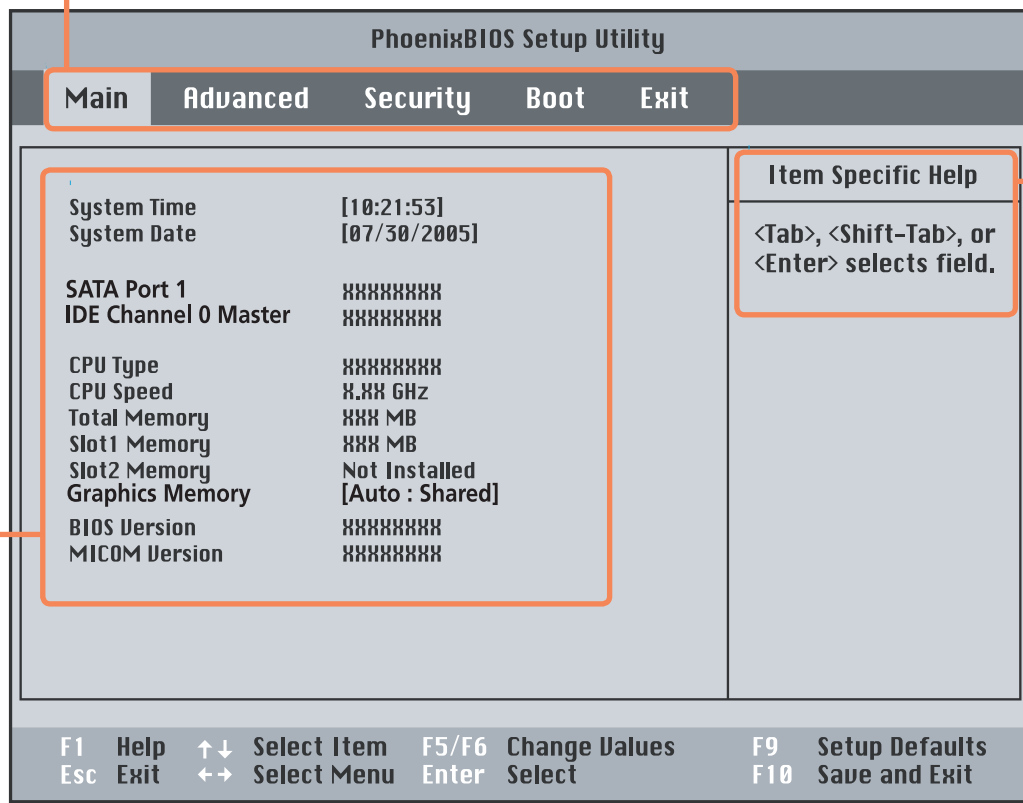 PhoenixBIOS Setup Utility
Main Advanced Security Boot Exit
Item Specific Help
<Tab>, <Shift-Tab>, or
<Enter> selects field.
System Time [10:21:53]
System Date [07/30/2005]
SATA Port 1 XXXXXXXX
IDE Channel 0 Master XXXXXXXX
CPU Type XXXXXXXX
CPU Speed X.XX GHz
Total Memory XXX MB
Slot1 Memory XXX MB
Slot2 Memory Not Installed
Graphics Memory [Auto : Shared]
BIOS Version XXXXXXXX
MICOM Version XXXXXXXX
F1 Help ↑↓ Select Item F5/F6 Change Values F9 Setup Defaults
Esc Exit ←→ Select Menu Enter Select F10 Save and Exit